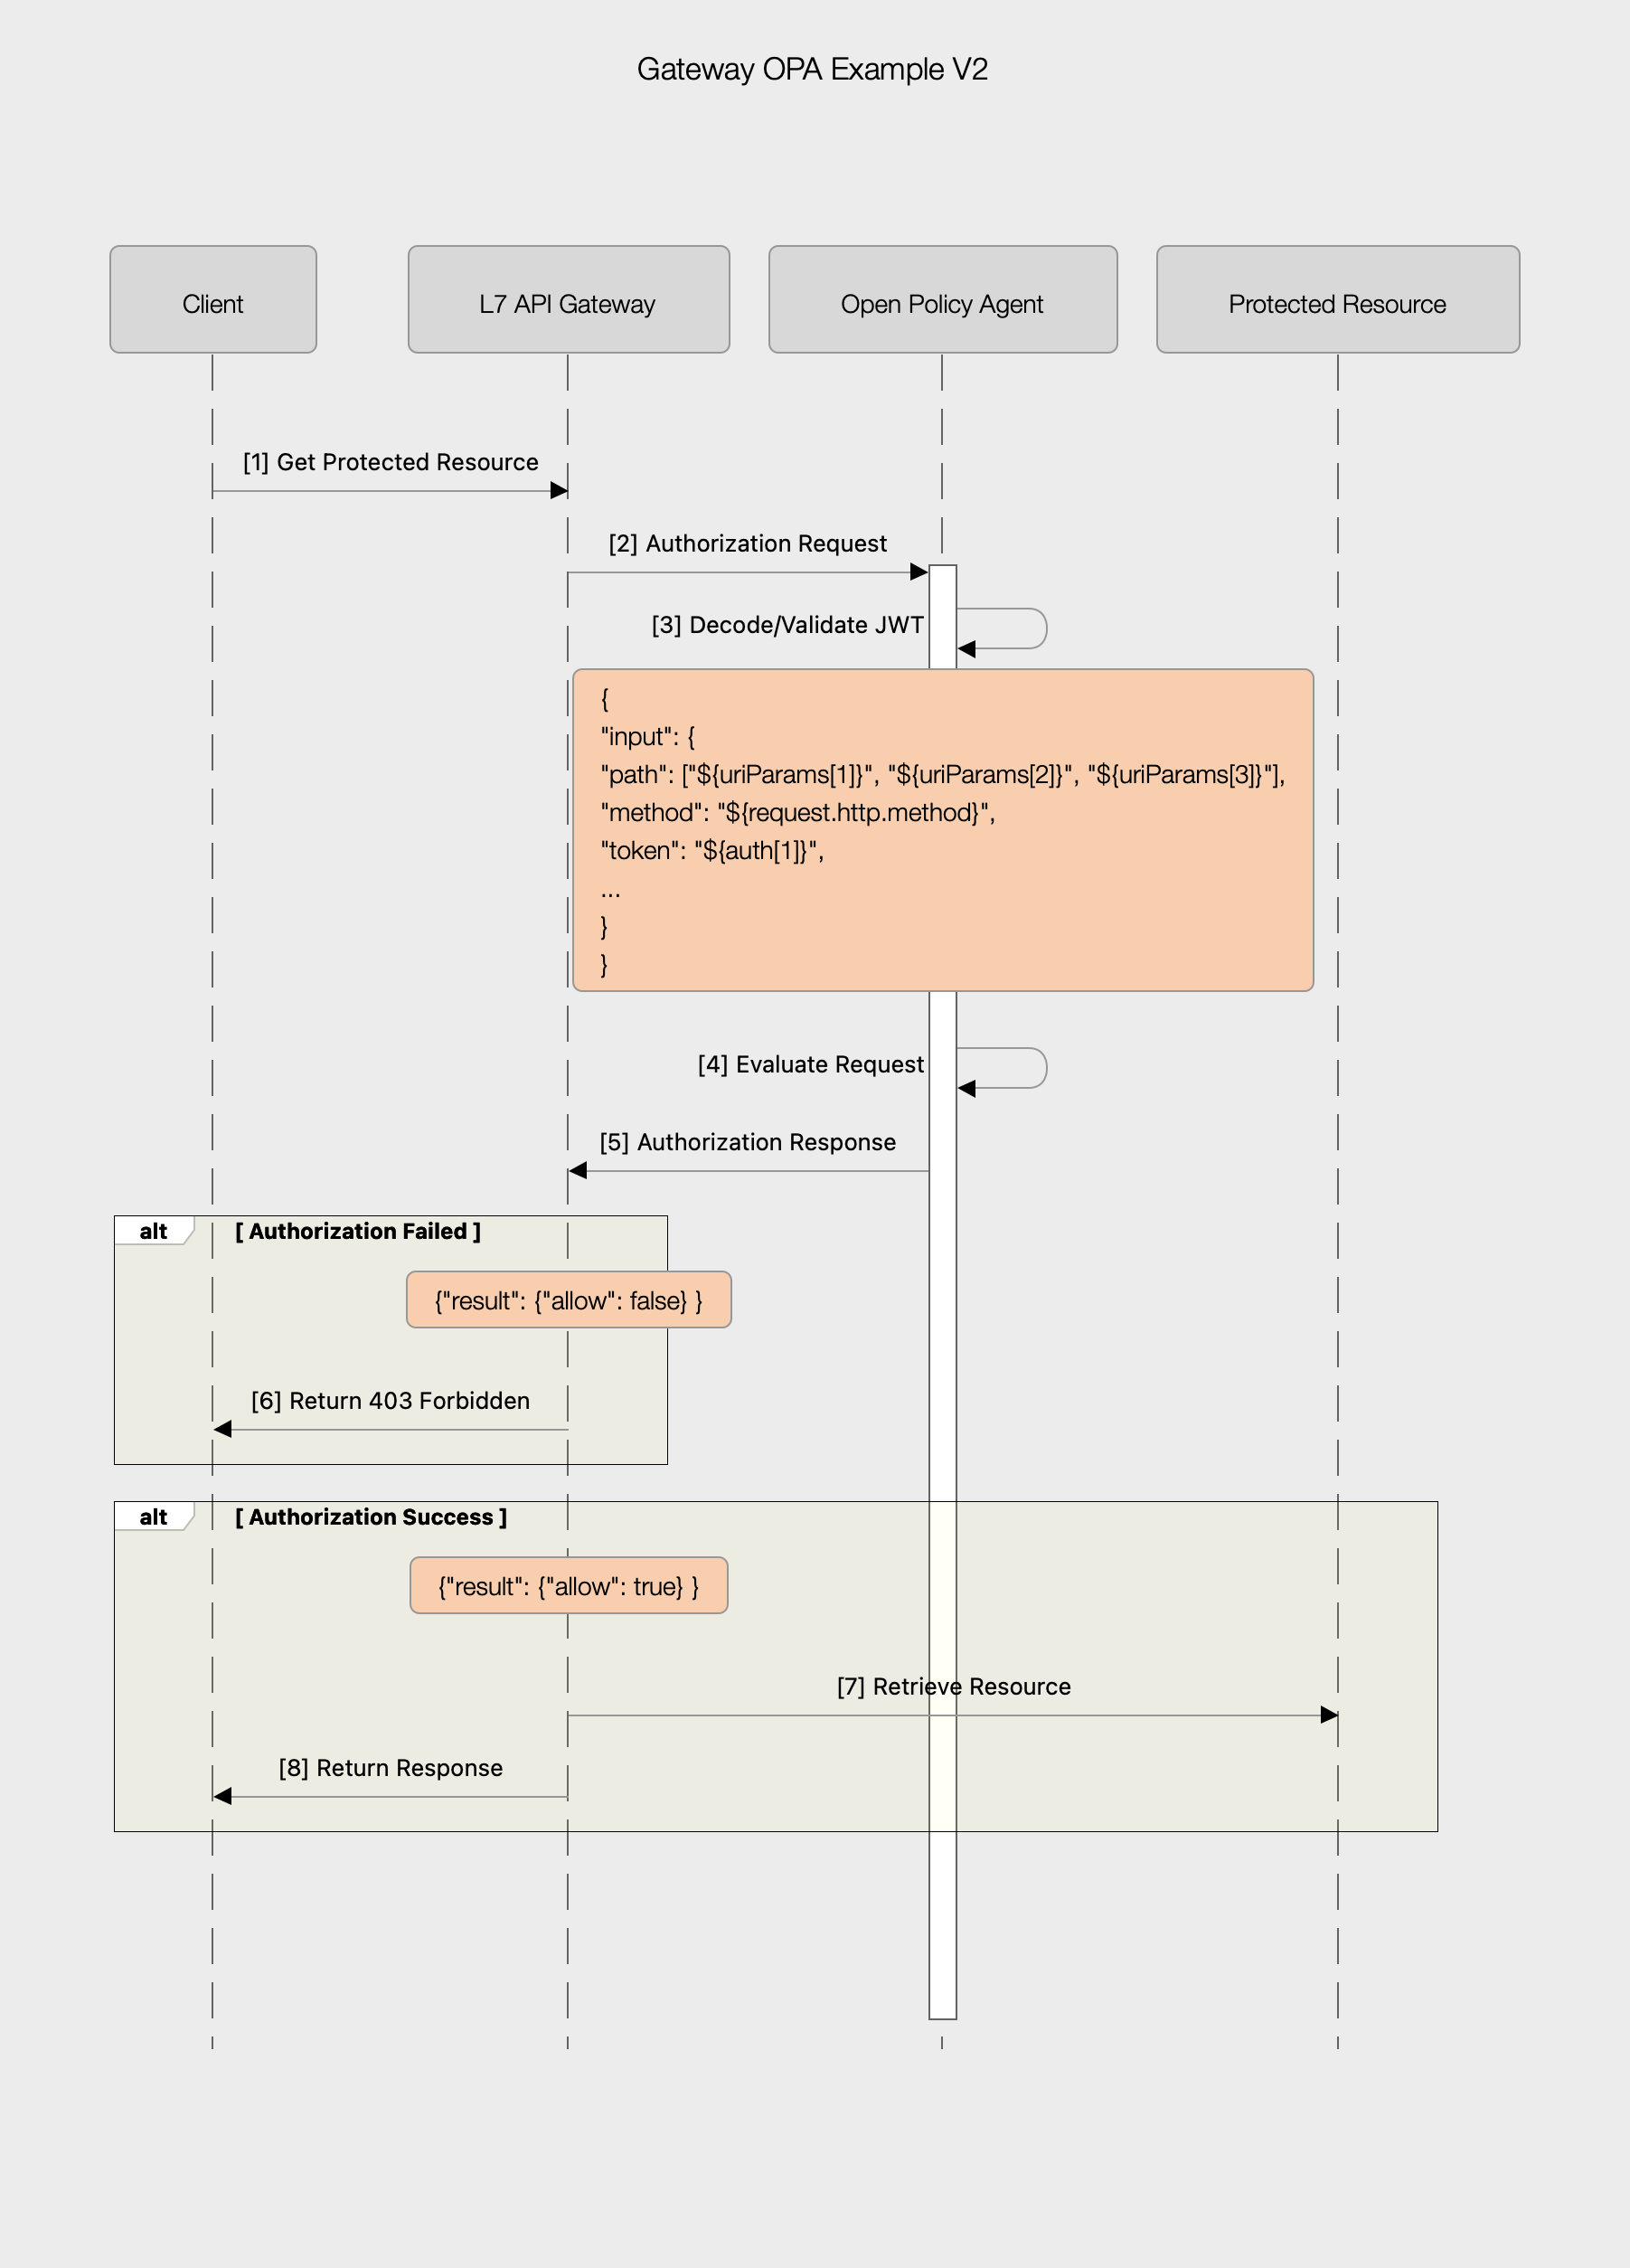 Gateway OPA Example V2
Client
L7 API Gateway
Open Policy Agent
Protected Resource
[1] Get Protected Resource
[2] Authorization Request
[3] Decode/Validate JWT
{
"input": {
"path": ["${uriParams[1]}", "${uriParams[2]}", "${uriParams[3]}"],
"method": "${request.http.method}",
"token": "${auth[1]}",
...
}
}
[4] Evaluate Request
[5] Authorization Response
alt [ Authorization Failed ]
{"result": {"allow": false} }
[6] Return 403 Forbidden
alt [ Authorization Success ]
{"result": {"allow": true} }
[7] Retrieve Resource
[8] Return Response